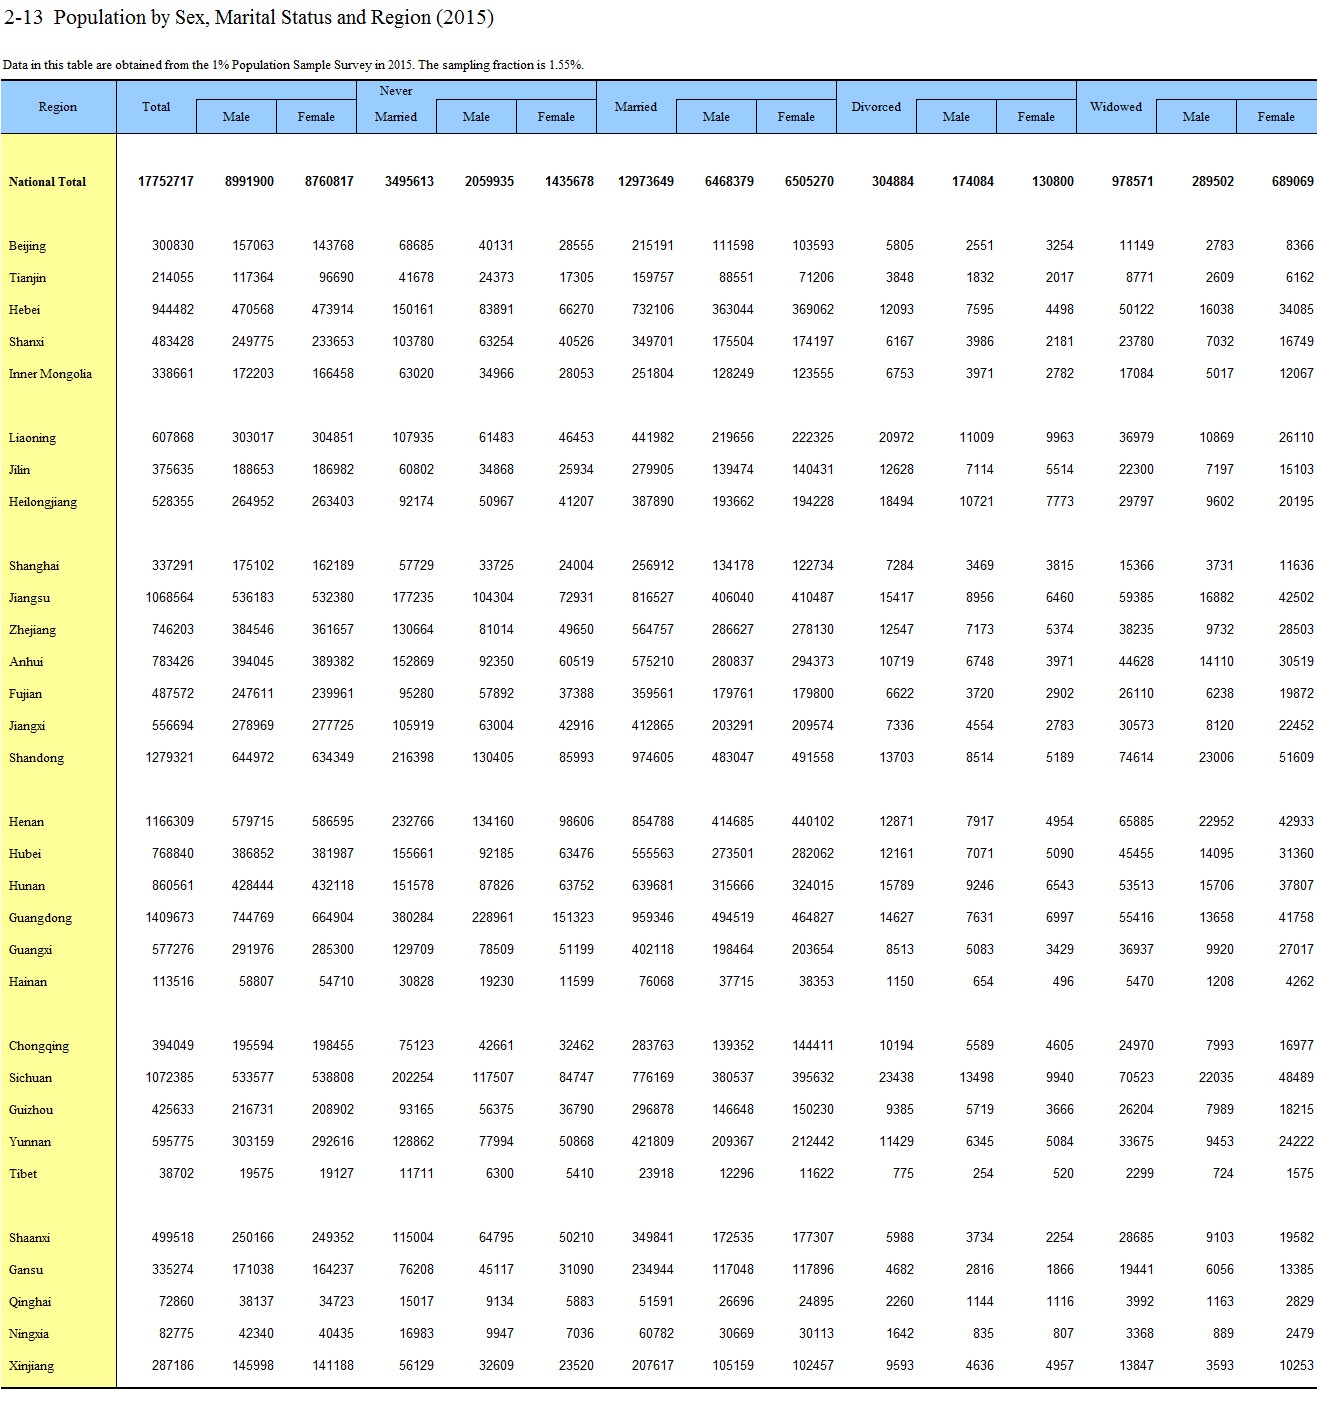 2-13 Population by Sex, Marital Status and Region (2015)
Data in this table are obtained from the 1% Population Sample Survey in 2015. The sampling fraction is 1.55%.
Region Total Male Female Never Married Male Female Married Male Female Divorced Male Female Widowed Male Female
National Total 17752717 8991900 8760817 3495613 2059935 1435678 12973649 6468379 6505270 304884 174084 130800 978571 289502 689069
Beijing 300830 157063 143768 68685 40131 28555 215191 111598 103593 5805 2551 3254 11149 2783 8366
Tianjin 214055 117364 96690 41678 24373 17305 159757 88551 71206 3848 1832 2017 8771 2609 6162
Hebei 944482 470568 473914 150161 83891 66270 732106 363044 369062 12093 7595 4498 50122 16038 34085
Shanxi 483428 249775 233653 103780 63254 40526 349701 175504 174197 6167 3986 2181 23780 7032 16749
Inner Mongolia 338661 172203 166458 63020 34966 28053 251804 128249 123555 6753 3971 2782 17084 5017 12067
Liaoning 607868 303017 304851 107935 61483 46453 441982 219656 222325 20972 11009 9963 36979 10869 26110
Jilin 375635 188653 186982 60802 34868 25934 279905 139474 140431 12628 7114 5514 22300 7197 15103
Heilongjiang 528355 264952 263403 92174 50967 41207 387890 193662 194228 18494 10721 7773 29797 9602 20195
Shanghai 337291 175102 162189 57729 33725 24004 256912 134178 122734 7284 3469 3815 15366 3731 11636
Jiangsu 1068564 536183 532380 177235 104304 72931 816527 406040 410487 15417 8956 6460 59385 16882 42502
Zhejiang 746203 384546 361657 130664 81014 49650 564757 286627 278130 12547 7173 5374 38235 9732 28503
Anhui 783426 394045 389382 152869 92350 60519 575210 280837 294373 10719 6748 3971 44628 14110 30519
Fujian 487572 247611 239961 95280 57892 37388 359561 179761 179800 6622 3720 2902 26110 6238 19872
Jiangxi 556694 278969 277725 105919 63004 42916 412865 203291 209574 7336 4554 2783 30573 8120 22452
Shandong 1279321 644972 634349 216398 130405 85993 974605 483047 491558 13703 8514 5189 74614 23006 51609
Henan 1166309 579715 586595 232766 134160 98606 854788 414685 440102 12871 7917 4954 65885 22952 42933
Hubei 768840 386852 381987 155661 92185 63476 555563 273501 282062 12161 7071 5090 45455 14095 31360
Hunan 860561 428444 432118 151578 87826 63752 639681 315666 324015 15789 9246 6543 53513 15706 37807
Guangdong 1409673 744769 664904 380284 228961 151323 959346 494519 464827 14627 7631 6997 55416 13658 41758
Guangxi 577276 291976 285300 129709 78509 51199 402118 198464 203654 8513 5083 3429 36937 9920 27017
Hainan 113516 58807 54710 30828 19230 11599 76068 37715 38353 1150 654 496 5470 1208 4262
Chongqing 394049 195594 198455 75123 42661 32462 283763 139352 144411 10194 5589 4605 24970 7993 16977
Sichuan 1072385 533577 538808 202254 117507 84747 776169 380537 395632 23438 13498 9940 70523 22035 48489
Guizhou 425633 216731 208902 93165 56375 36790 296878 146648 150230 9385 5719 3666 26204 7989 18215
Yunnan 595775 303159 292616 128862 77994 50868 421809 209367 212442 11429 6345 5084 33675 9453 24222
Tibet 38702 19575 19127 11711 6300 5410 23918 12296 11622 775 254 520 2299 724 1575
Shaanxi 499518 250166 249352 115004 64795 50210 349841 172535 177307 5988 3734 2254 28685 9103 19582
Gansu 335274 171038 164237 76208 45117 31090 234944 117048 117896 4682 2816 1866 19441 6056 13385
Qinghai 72860 38137 34723 15017 9134 5883 51591 26696 24895 2260 1144 1116 3992 1163 2829
Ningxia 82775 42340 40435 16983 9947 7036 60782 30669 30113 1642 835 807 3368 889 2479
Xinjiang 287186 145998 141188 56129 32609 23520 207617 105159 102457 9593 4636 4957 13847 3593 10253